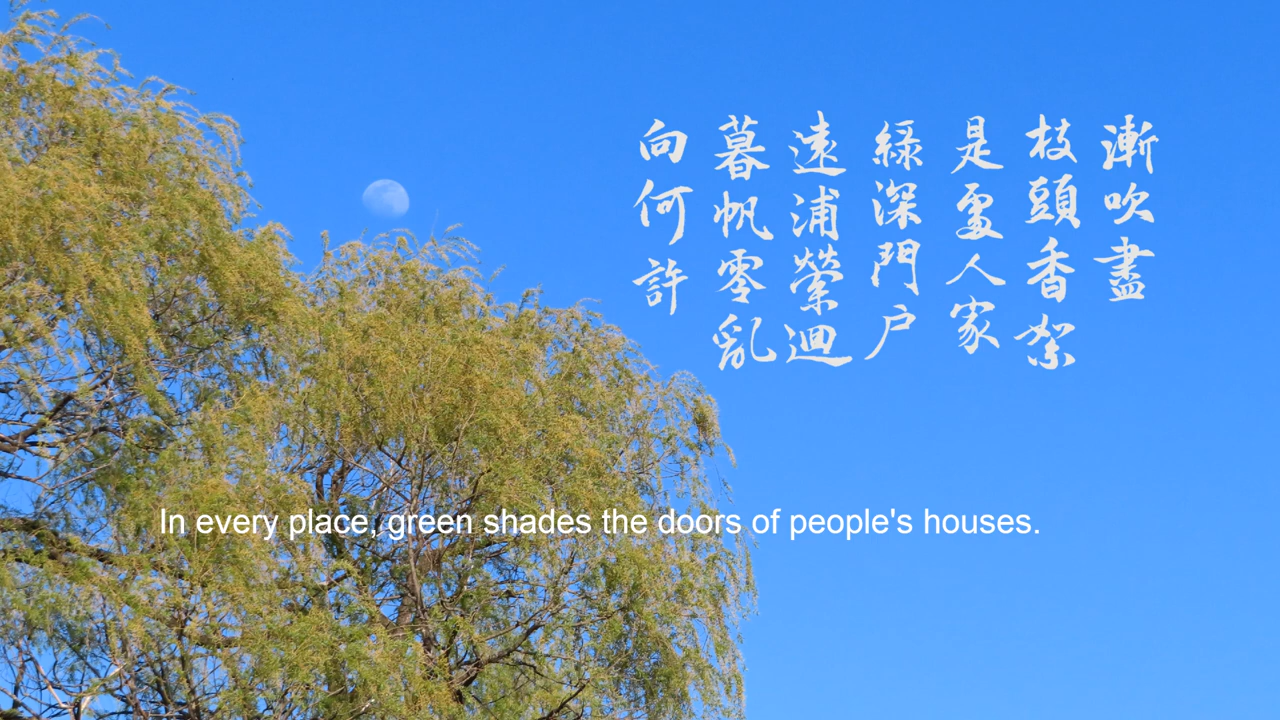 漸吹盡
枝頭香絮
是處人家
綠深門户
遠浦縈迴
暮帆零亂
向何許
In every place, green shades the doors of people's houses.